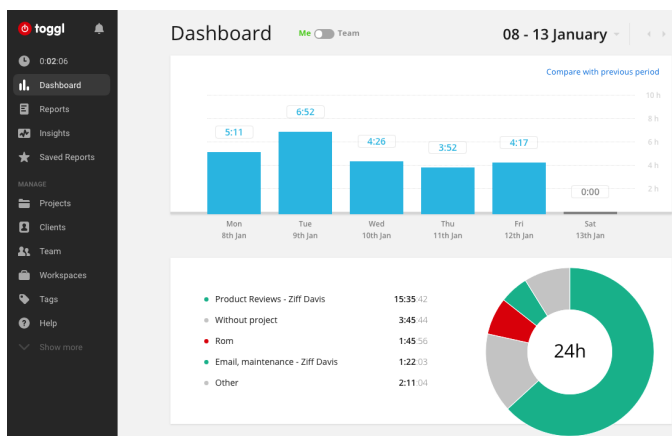 toggl
0:02:06
Dashboard
Reports
Insights
Saved Reports
MANAGE
Projects
Clients
Team
Workspaces
Tags
Help
Show more
Dashboard Me Team 08 - 13 January
Compare with previous period
10 h
8 h
6 h
4 h
2 h
5:11
6:52
4:26
3:52
4:17
0:00
Mon Tue Wed Thu Fri Sat
8th Jan 9th Jan 10th Jan 11th Jan 12th Jan 13th Jan
Product Reviews - Ziff Davis 15:35:42
Without project 3:45:44
Rom 1:45:56
Email, maintenance - Ziff Davis 1:22:03
Other 2:11:04
24h